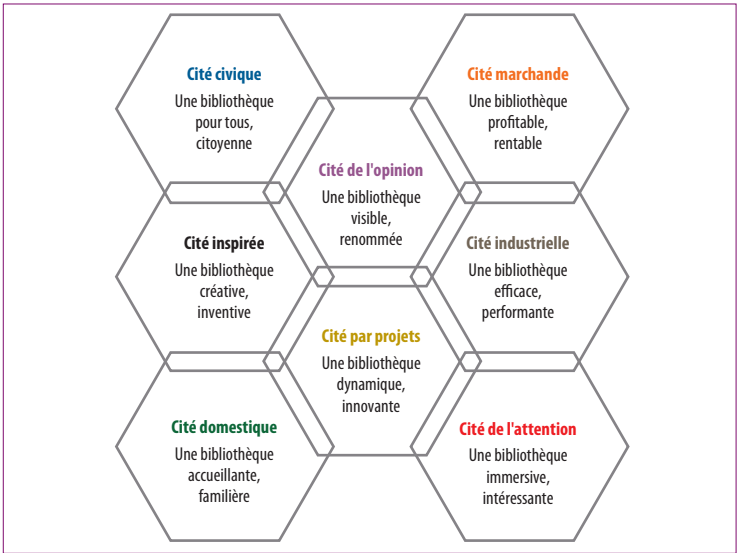 Cité civique
Une bibliothèque
pour tous,
citoyenne
Cité marchande
Une bibliothèque
profitable,
rentable
Cité de l'opinion
Une bibliothèque
visible,
renommée
Cité inspirée
Une bibliothèque
créative,
inventive
Cité industrielle
Une bibliothèque
efficace,
performante
Cité par projets
Une bibliothèque
dynamique,
innovante
Cité domestique
Une bibliothèque
accueillante,
familière
Cité de l'attention
Une bibliothèque
immersive,
intéressante